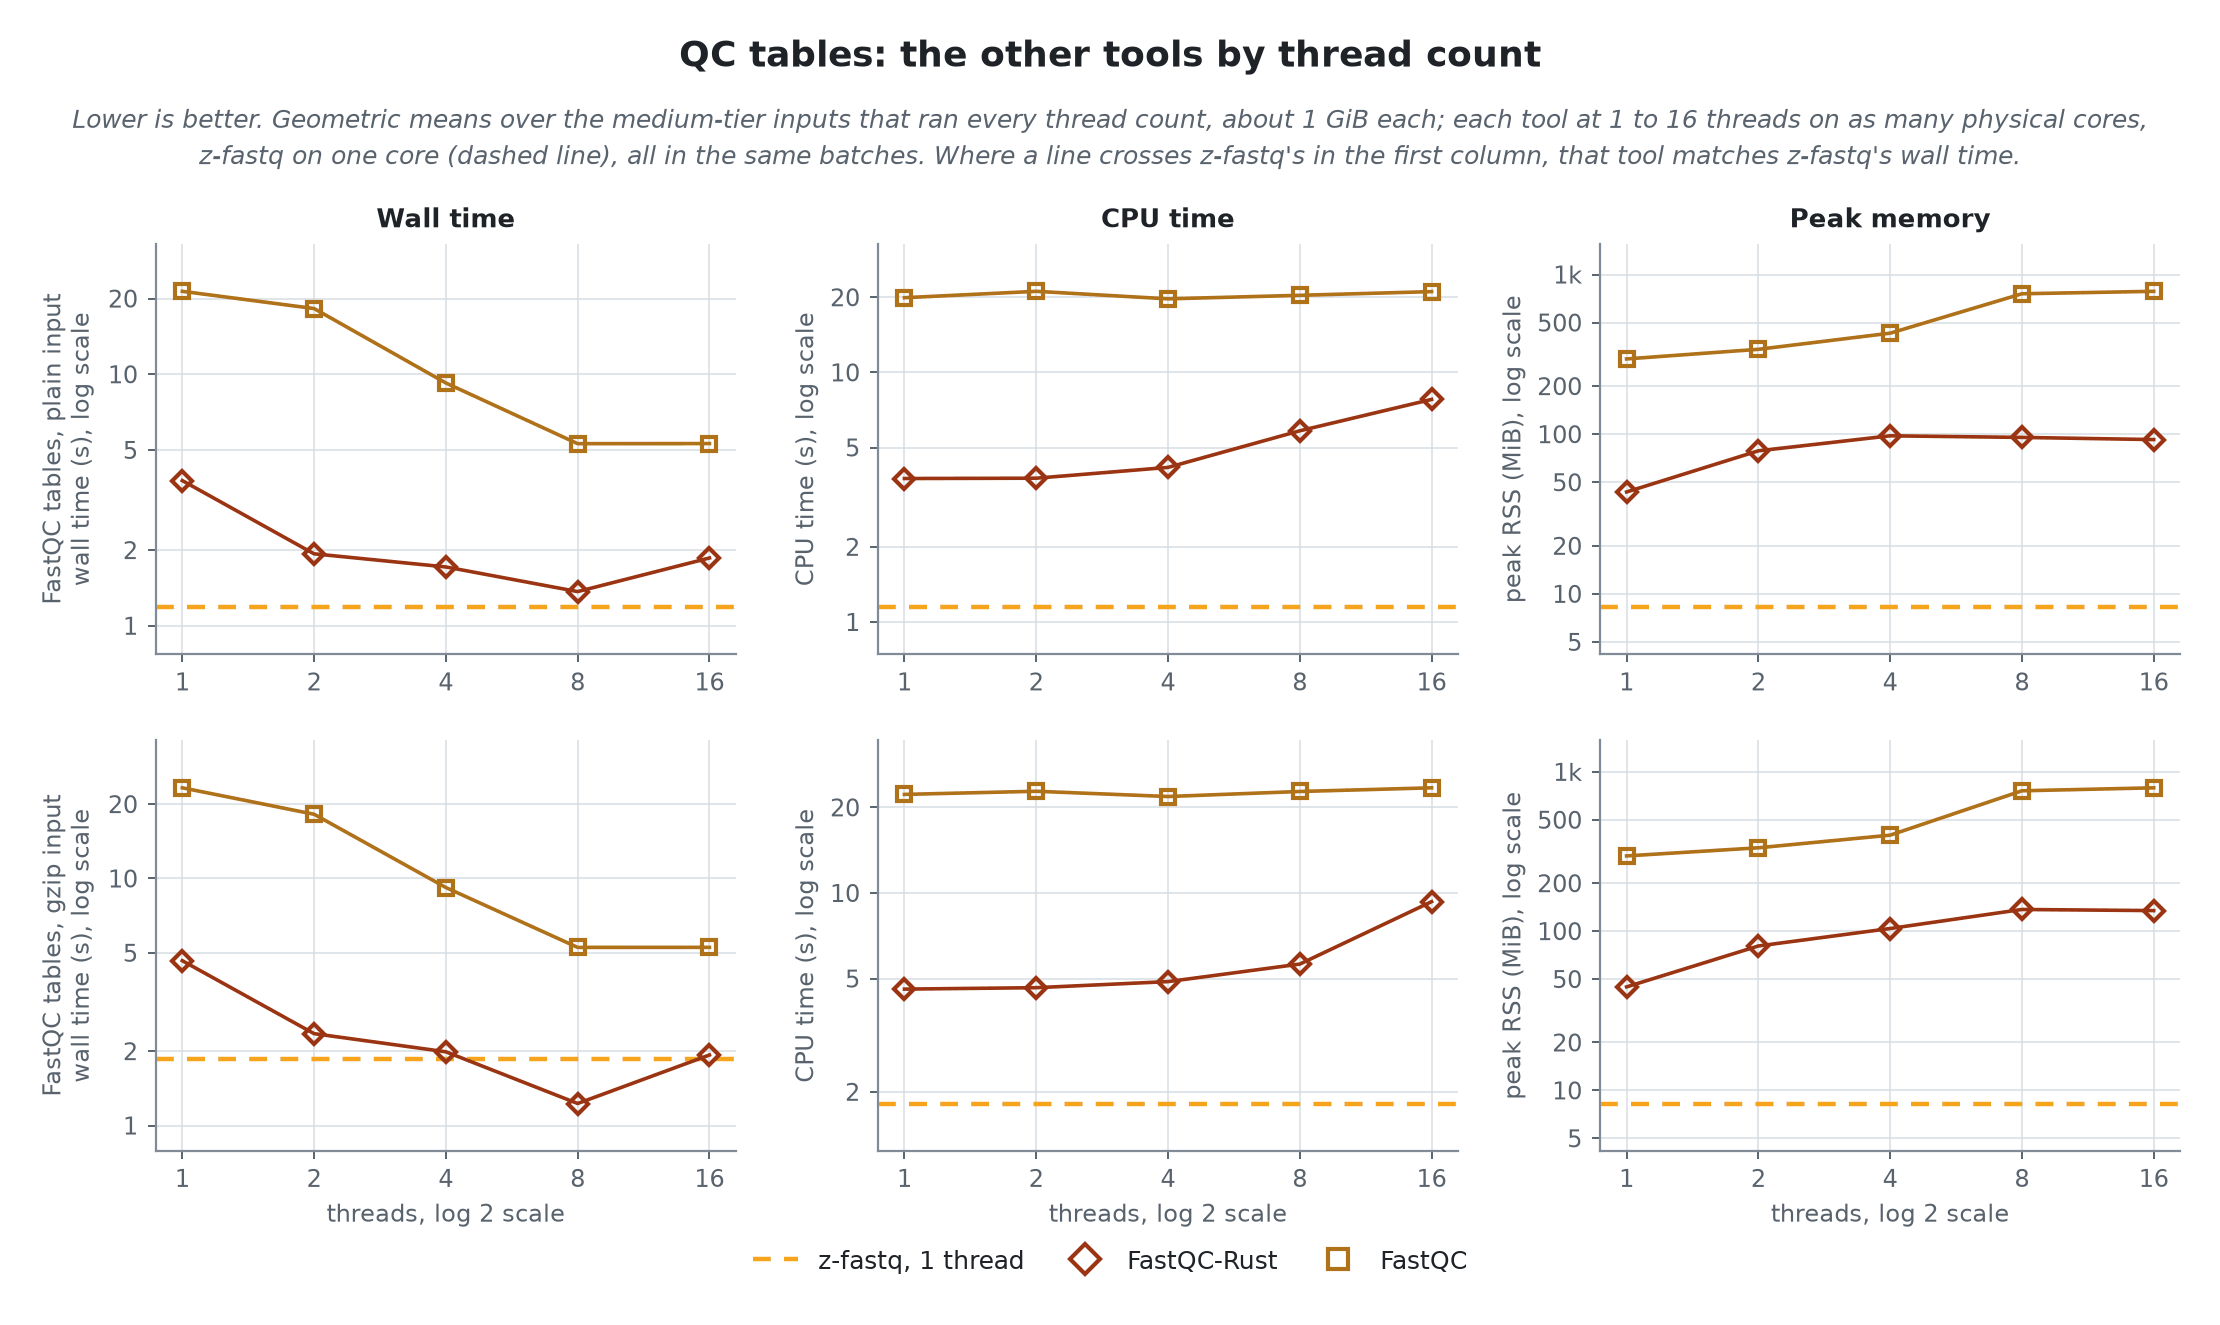 QC tables: the other tools by thread count
Lower is better. Geometric means over the medium-tier inputs that ran every thread count, about 1 GiB each; each tool at 1 to 16 threads on as many physical cores,
z-fastq on one core (dashed line), all in the same batches. Where a line crosses z-fastq's in the first column, that tool matches z-fastq's wall time.
Wall time
FastQC tables, plain input
wall time (s), log scale
20
10
5
2
1
1 2 4 8 16
CPU time
CPU time (s), log scale
20
10
5
2
1
1 2 4 8 16
Peak memory
peak RSS (MiB), log scale
1k
500
200
100
50
20
10
5
1 2 4 8 16
FastQC tables, gzip input
wall time (s), log scale
20
10
5
2
1
1 2 4 8 16
threads, log 2 scale
CPU time (s), log scale
20
10
5
2
1 2 4 8 16
threads, log 2 scale
peak RSS (MiB), log scale
1k
500
200
100
50
20
10
5
1 2 4 8 16
threads, log 2 scale
z-fastq, 1 thread
FastQC-Rust
FastQC